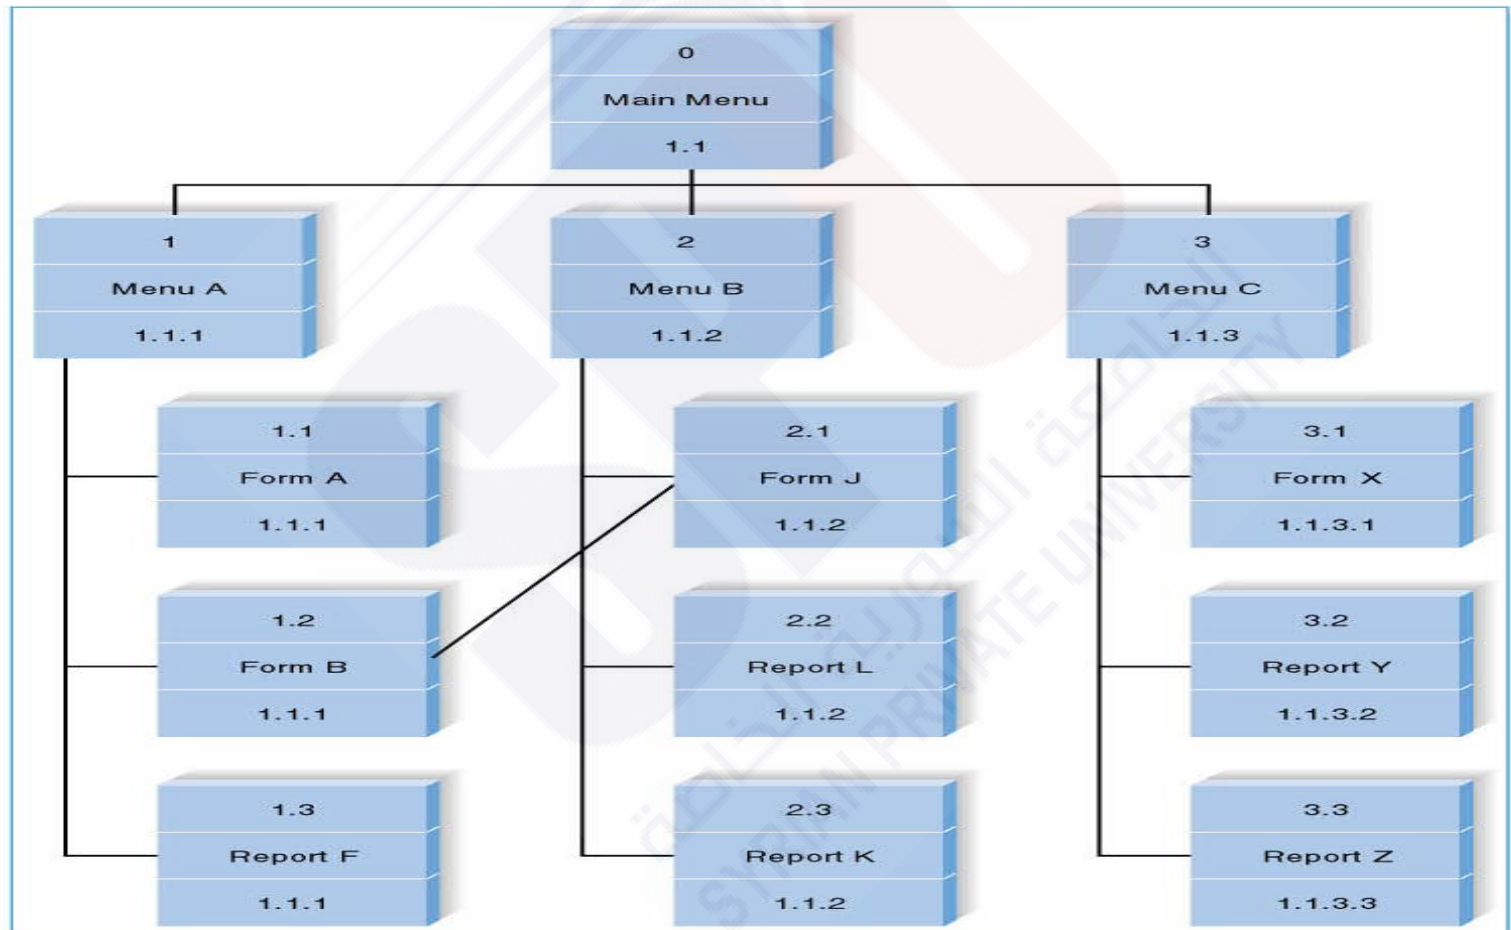 0
Main Menu
1.1
1
Menu A
1.1.1
2
Menu B
1.1.2
3
Menu C
1.1.3
1.1
Form A
1.1.1
1.2
Form B
1.1.1
1.3
Report F
1.1.1
2.1
Form J
1.1.2
2.2
Report L
1.1.2
2.3
Report K
1.1.2
3.1
Form X
1.1.3.1
3.2
Report Y
1.1.3.2
3.3
Report Z
1.1.3.3
الجامعة السورية الخاصة
SYRIAN PRIVATE UNIVERSITY